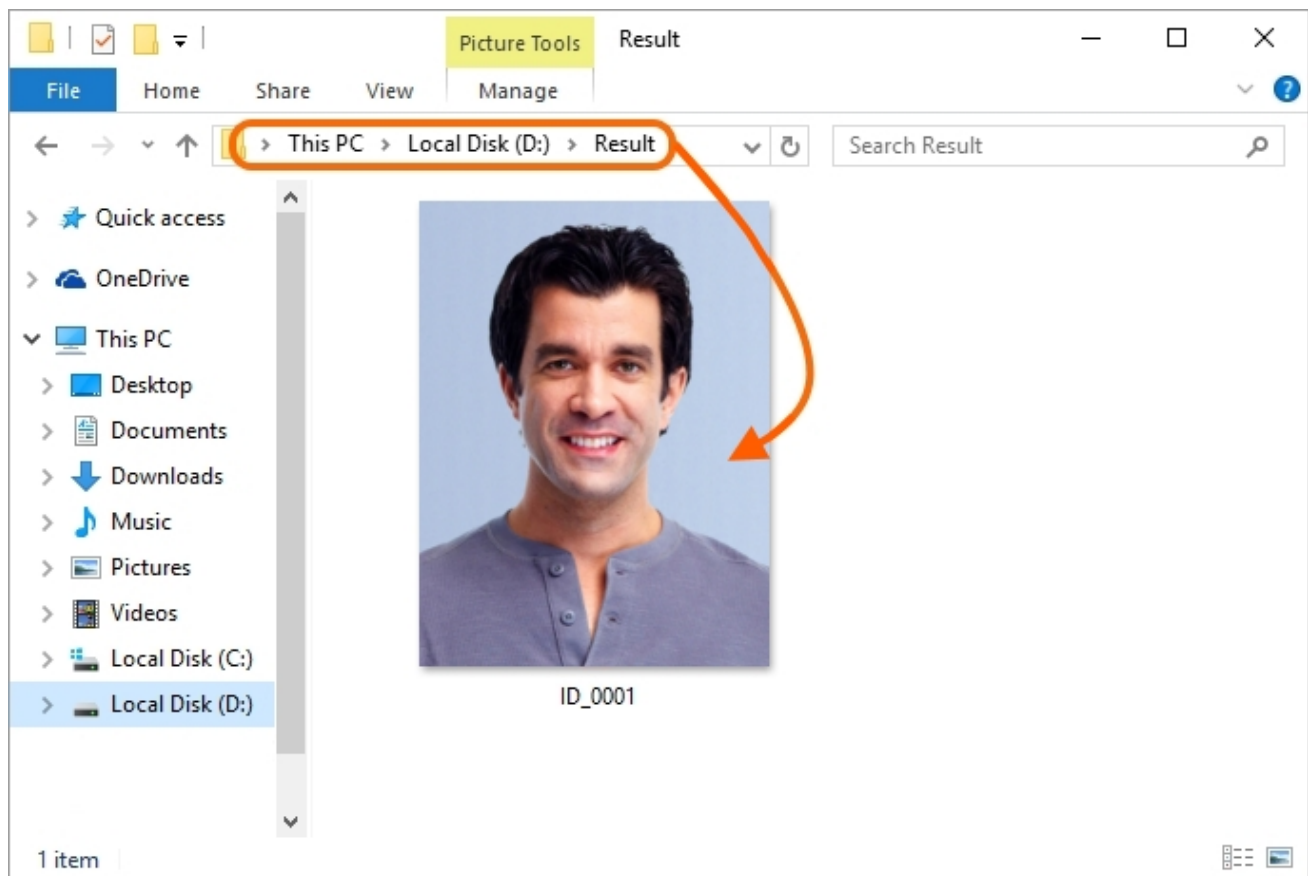 Picture Tools Result
File Home Share View Manage
This PC Local Disk (D:) Result Search Result
Quick access
OneDrive
This PC
Desktop
Documents
Downloads
Music
Pictures
Videos
Local Disk (C:)
Local Disk (D:)
ID_0001
1 item